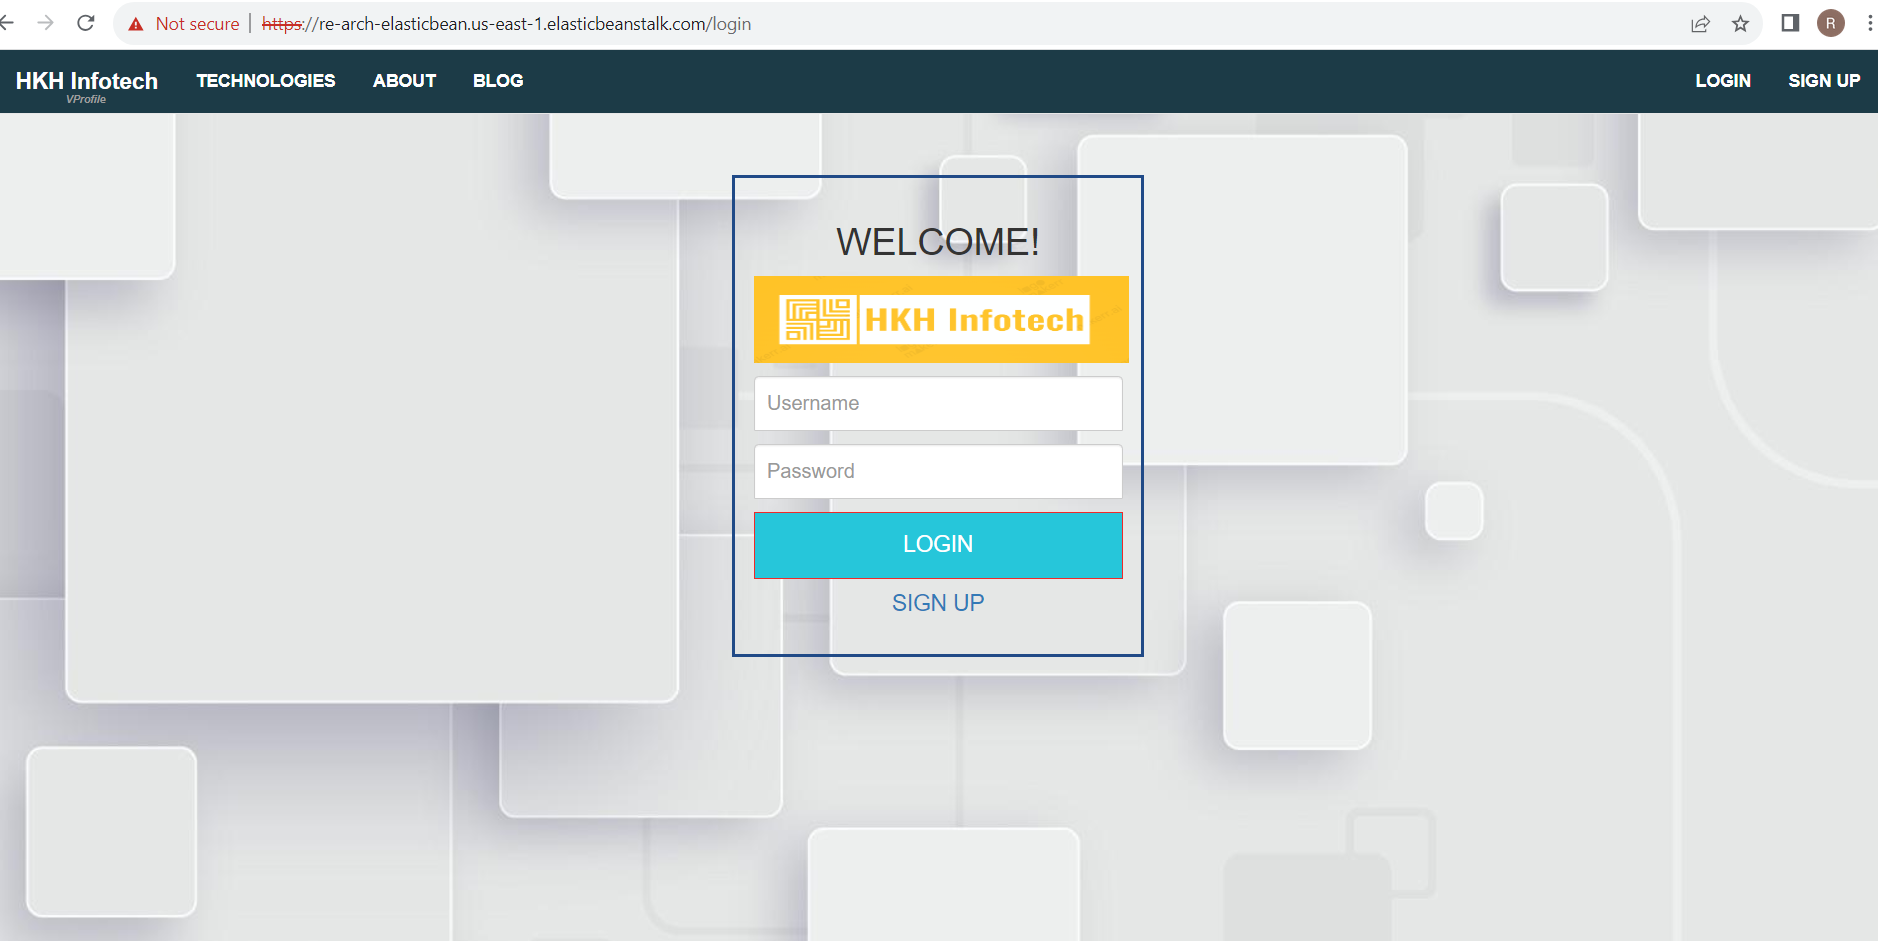 Not secure | https://re-arch-elasticbean.us-east-1.elasticbeanstalk.com/login
R
HKH Infotech
VProfile
TECHNOLOGIES ABOUT BLOG LOGIN SIGN UP
WELCOME!
HKH Infotech
Username
Password
LOGIN
SIGN UP